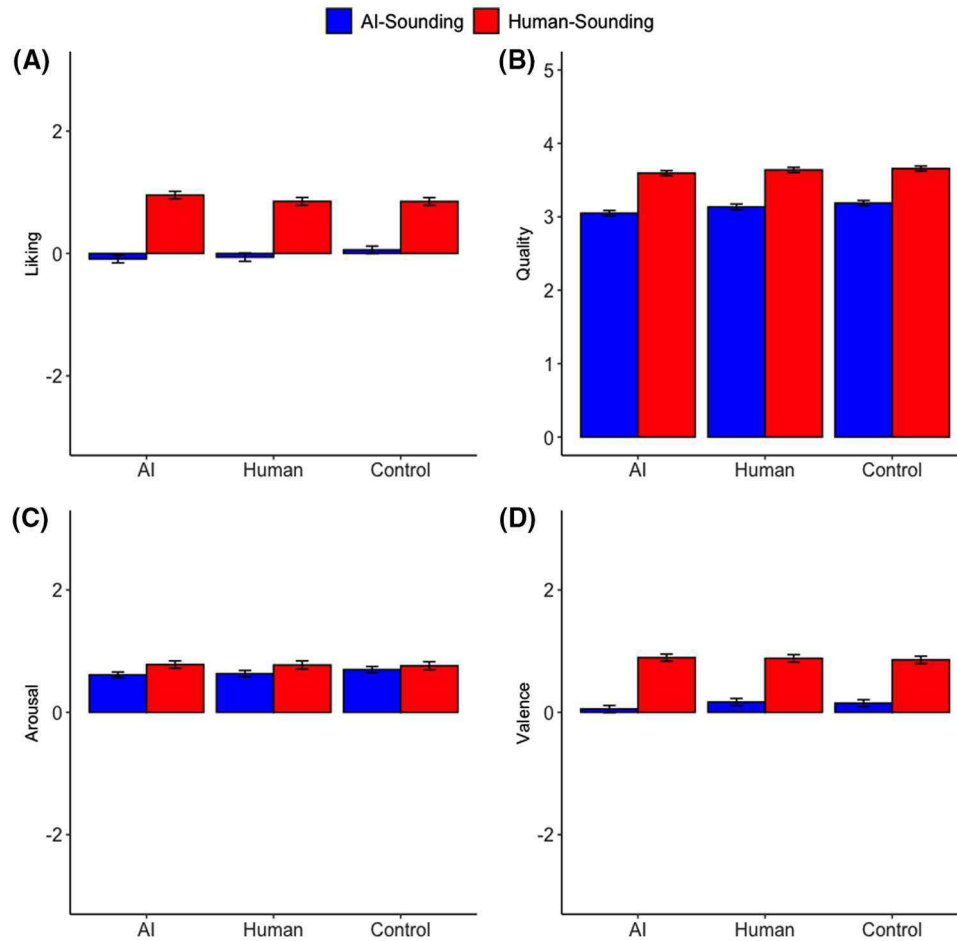 AI-Sounding Human-Sounding
(A)
Liking
2
0
-2
AI Human Control
(B)
Quality
5
4
3
2
1
0
AI Human Control
(C)
Arousal
2
0
-2
AI Human Control
(D)
Valence
2
0
-2
AI Human Control